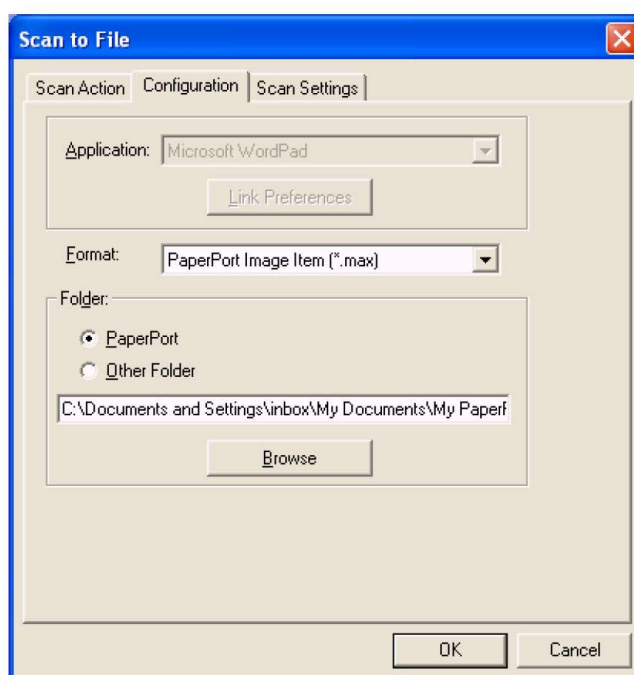 Scan to File
Scan Action Configuration Scan Settings
Application: Microsoft WordPad
Link Preferences
Format: PaperPort Image Item (*.max)
Folder:
PaperPort
Other Folder
C:\Documents and Settings\inbox\My Documents\My PaperF
Browse
OK Cancel